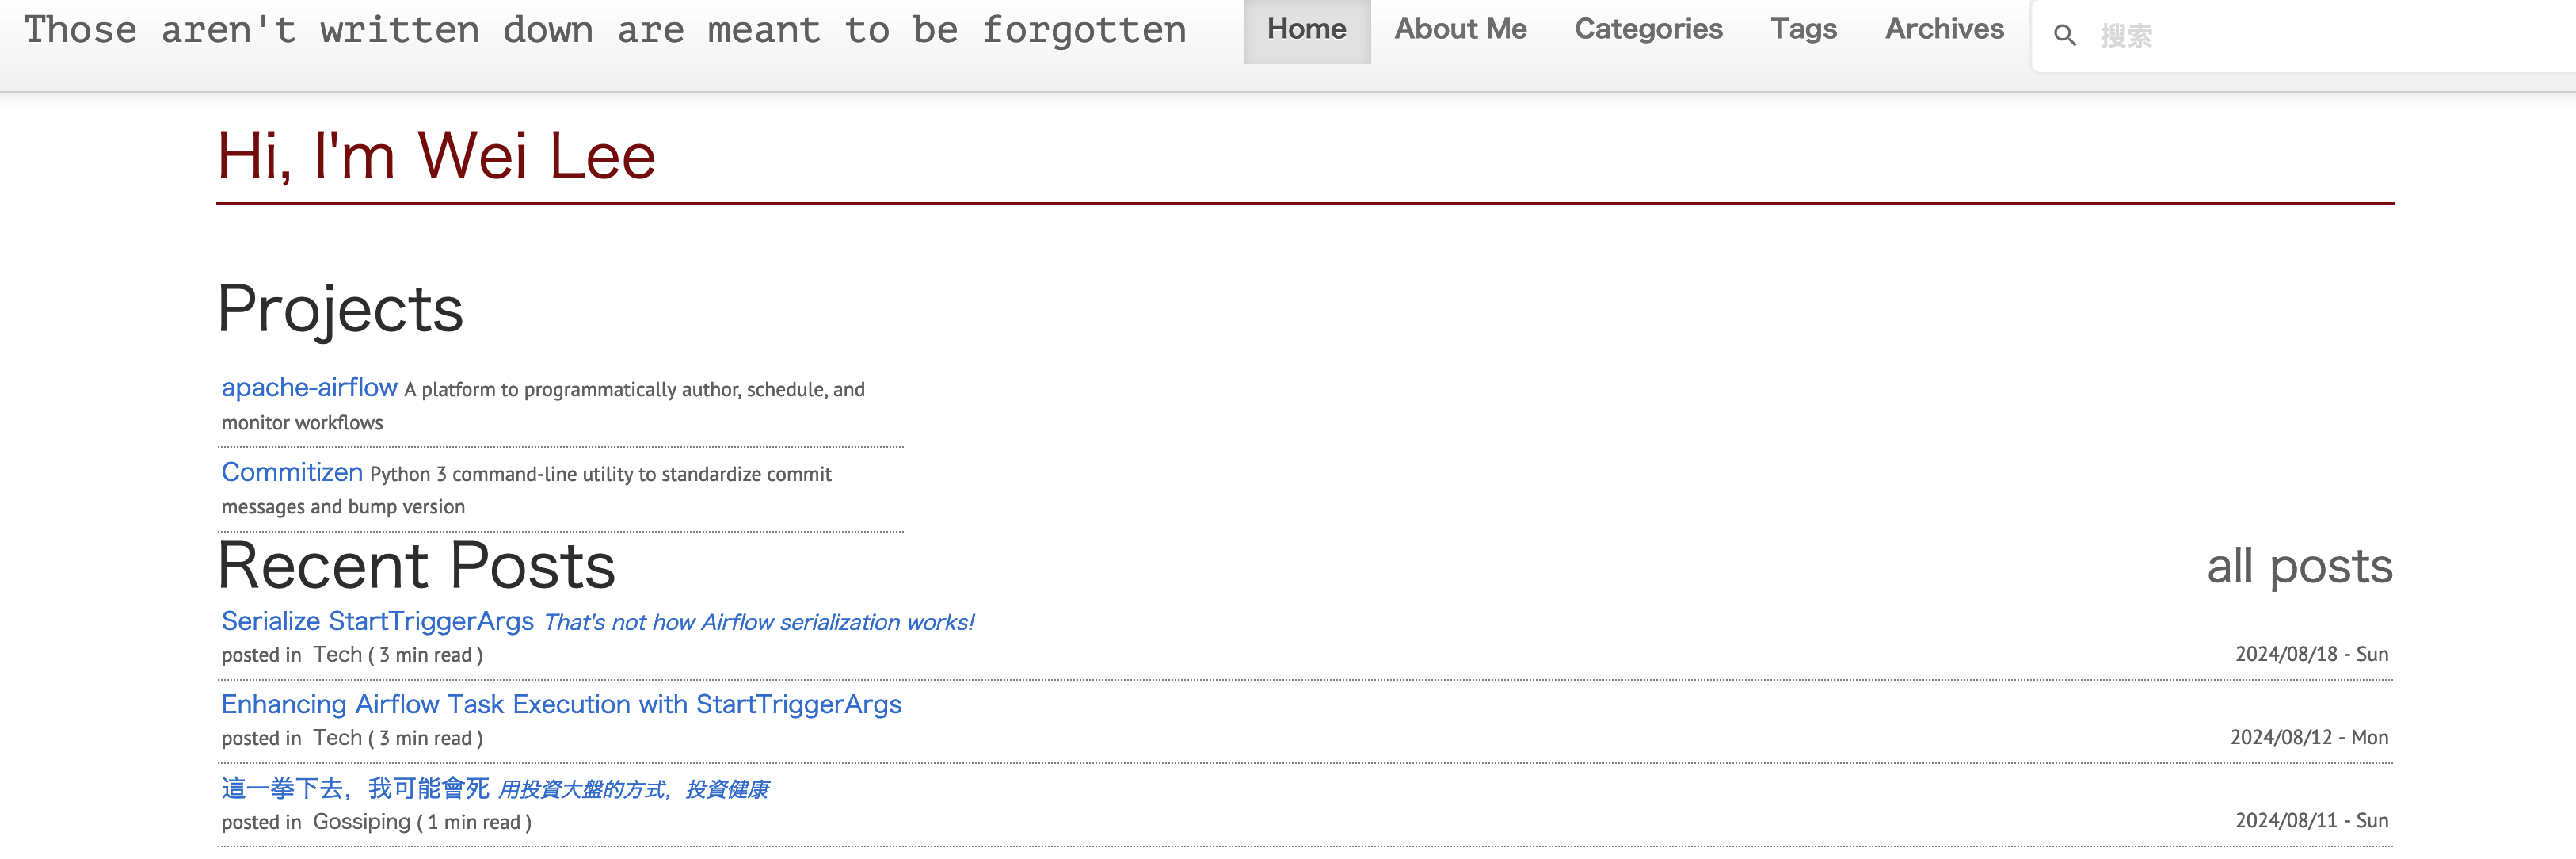 Those aren't written down are meant to be forgotten
Home About Me Categories Tags Archives 搜索
Hi, I'm Wei Lee
Projects
apache-airflow A platform to programmatically author, schedule, and
monitor workflows
Commitizen Python 3 command-line utility to standardize commit
messages and bump version
Recent Posts all posts
Serialize StartTriggerArgs That's not how Airflow serialization works!
posted in Tech ( 3 min read ) 2024/08/18 - Sun
Enhancing Airflow Task Execution with StartTriggerArgs
posted in Tech ( 3 min read ) 2024/08/12 - Mon
這一拳下去，我可能會死 用投資大盤的方式，投資健康
posted in Gossiping ( 1 min read ) 2024/08/11 - Sun